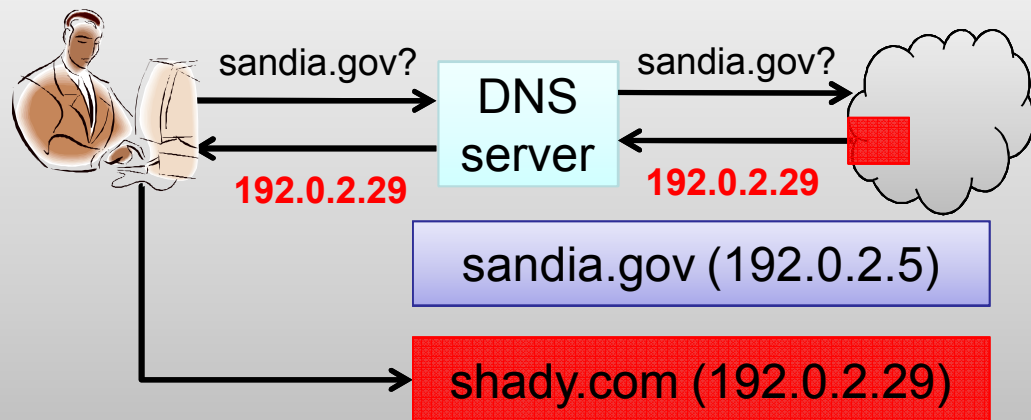 sandia.gov?
sandia.gov?
DNS
server
192.0.2.29
192.0.2.29
sandia.gov (192.0.2.5)
shady.com (192.0.2.29)